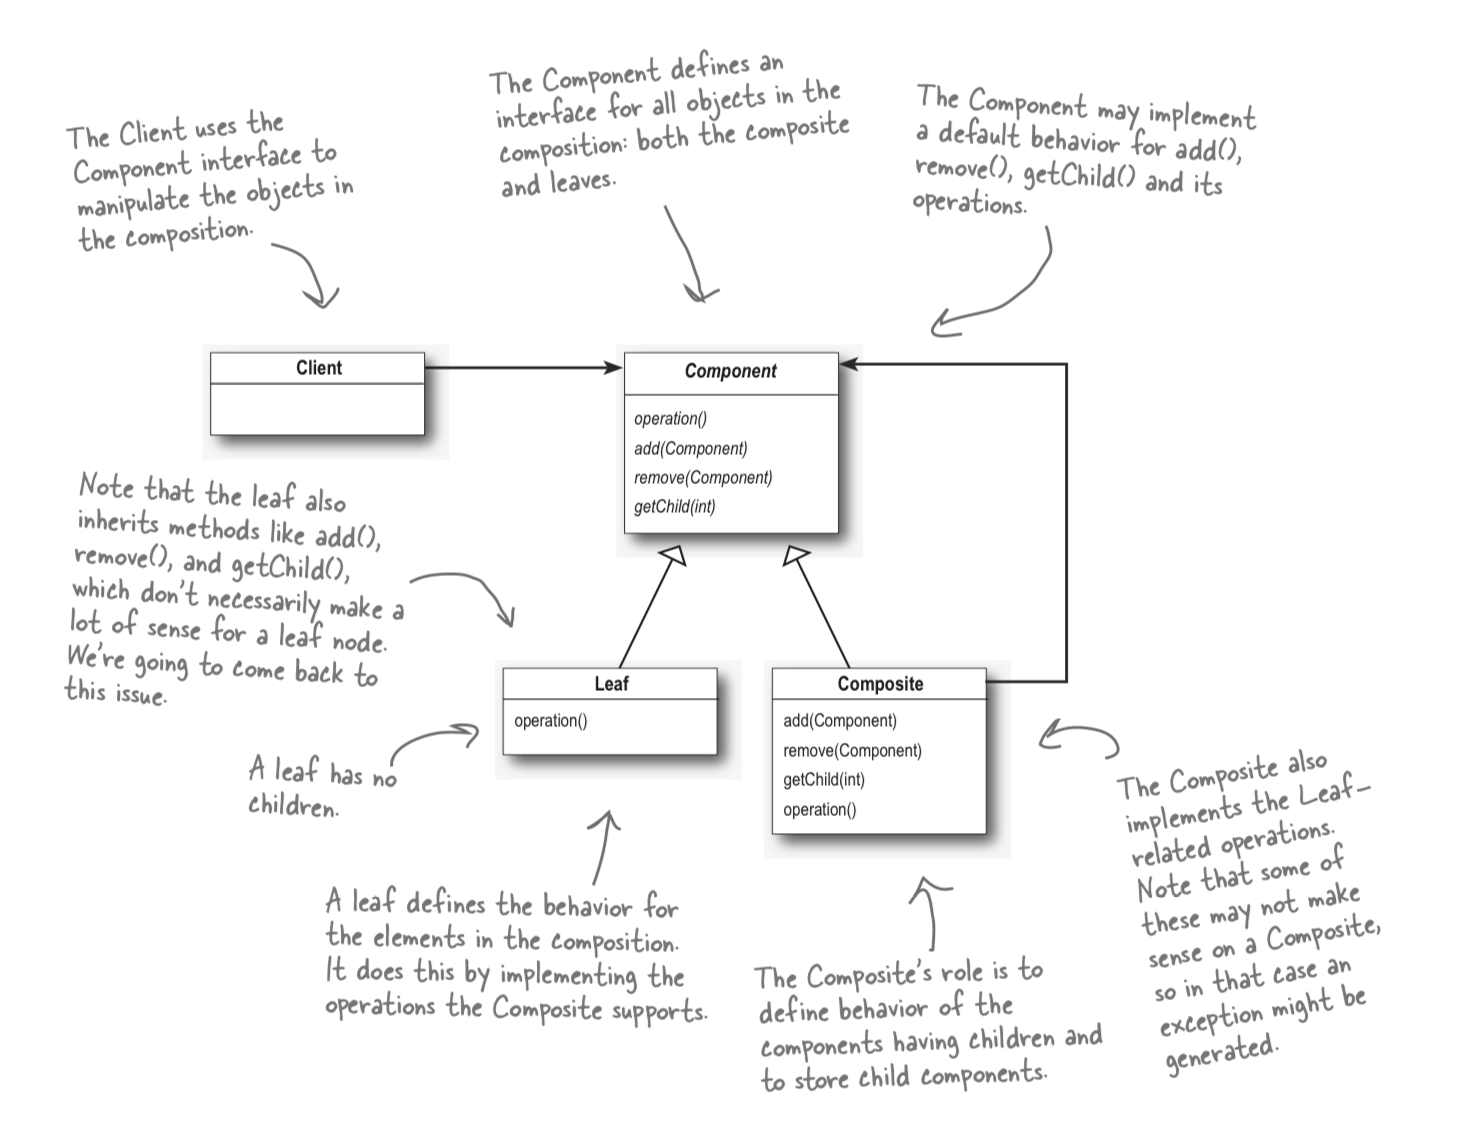 The Client uses the
Component interface to
manipulate the objects in
the composition.
The Component defines an
interface for all objects in the
composition: both the composite
and leaves.
The Component may implement
a default behavior for add(),
remove(), getChild() and its
operations.
Client
Component
operation()
add(Component)
remove(Component)
getChild(int)
Note that the leaf also
inherits methods like add(),
remove(), and getChild(),
which don't necessarily make a
lot of sense for a leaf node.
We're going to come back to
this issue.
Leaf
operation()
Composite
add(Component)
remove(Component)
getChild(int)
operation()
A leaf has no
children.
A leaf defines the behavior for
the elements in the composition.
It does this by implementing the
operations the Composite supports.
The Composite's role is to
define behavior of the
components having children and
to store child components.
The Composite also
implements the Leaf-
related operations.
Note that some of
these may not make
sense on a Composite,
so in that case an
exception might be
generated.